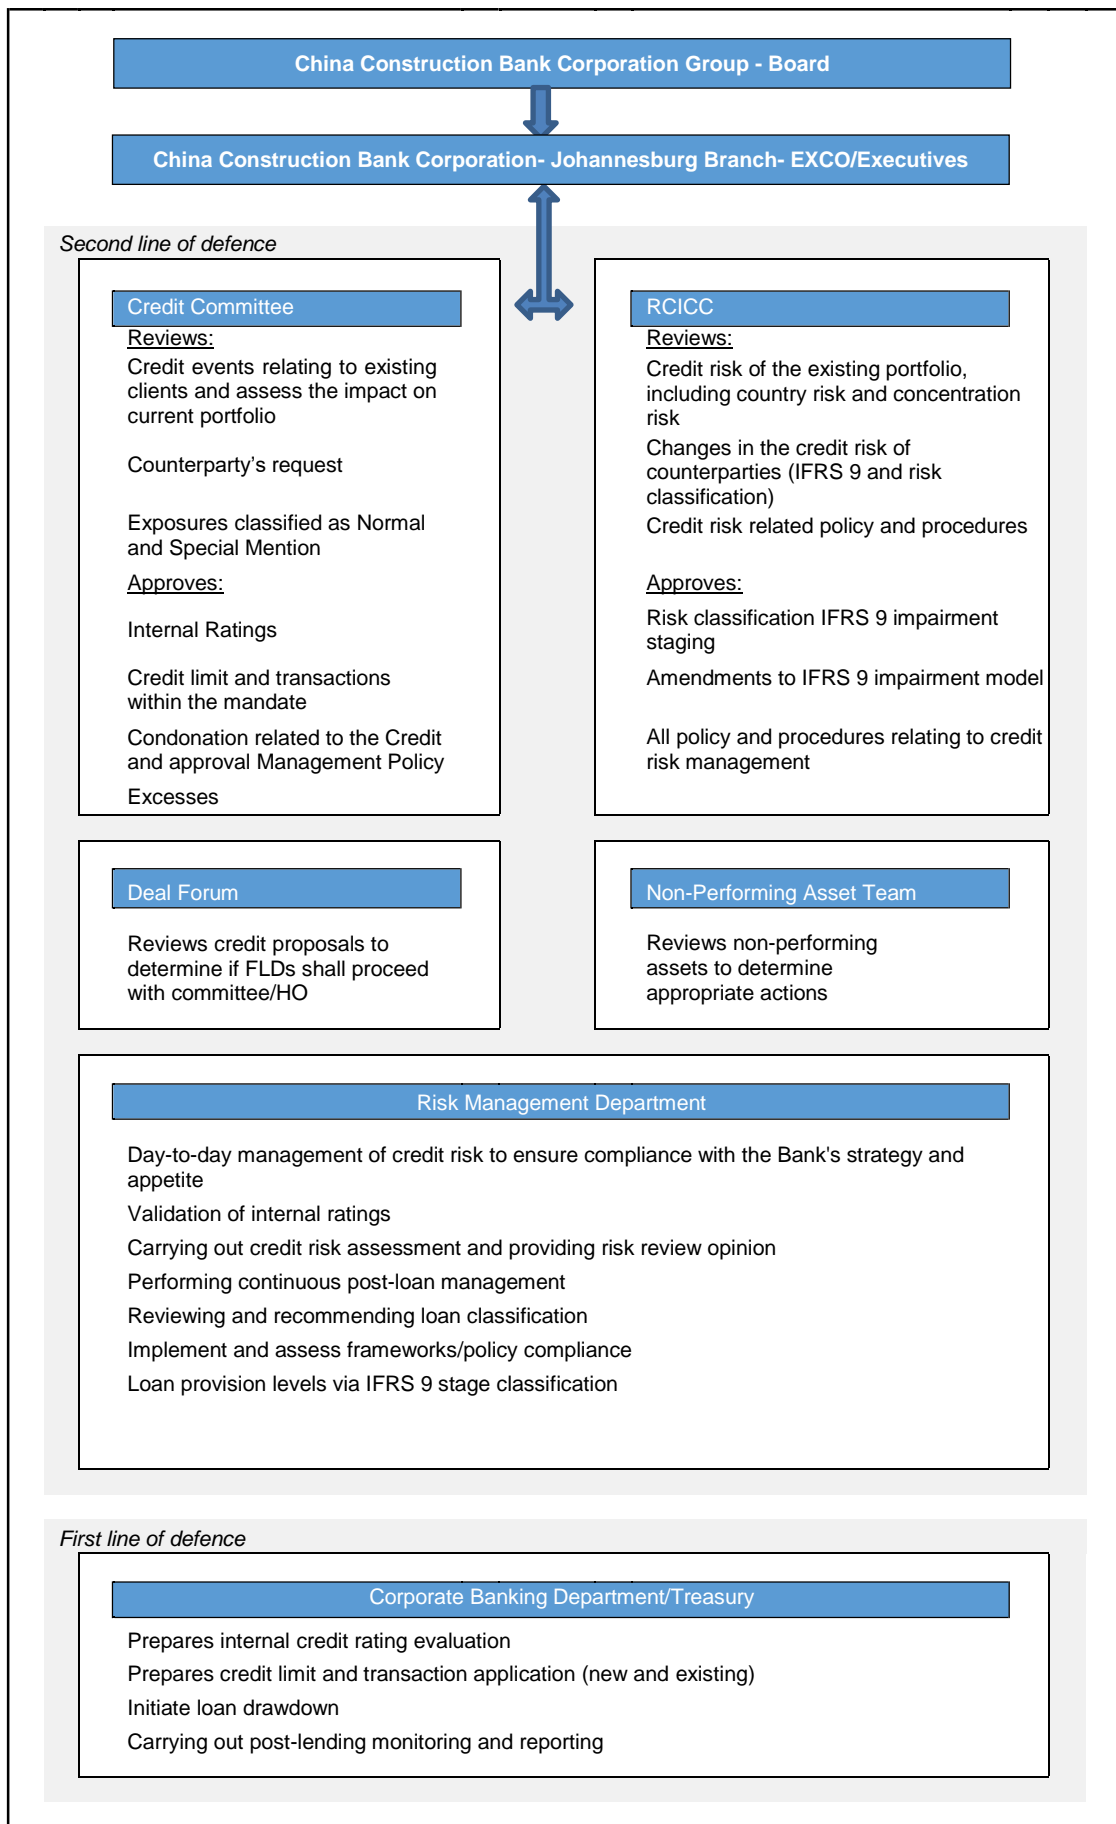 China Construction Bank Corporation Group - Board
China Construction Bank Corporation- Johannesburg Branch- EXCO/Executives
Second line of defence
Credit Committee
Reviews:
Credit events relating to existing
clients and assess the impact on
current portfolio
Counterparty's request
Exposures classified as Normal
and Special Mention
Approves:
Internal Ratings
Credit limit and transactions
within the mandate
Condonation related to the Credit
and approval Management Policy
Excesses
RCICC
Reviews:
Credit risk of the existing portfolio,
including country risk and concentration
risk
Changes in the credit risk of
counterparties (IFRS 9 and risk
classification)
Credit risk related policy and procedures
Approves:
Risk classification IFRS 9 impairment
staging
Amendments to IFRS 9 impairment model
All policy and procedures relating to credit
risk management
Deal Forum
Reviews credit proposals to
determine if FLDs shall proceed
with committee/HO
Non-Performing Asset Team
Reviews non-performing
assets to determine
appropriate actions
Risk Management Department
Day-to-day management of credit risk to ensure compliance with the Bank's strategy and
appetite
Validation of internal ratings
Carrying out credit risk assessment and providing risk review opinion
Performing continuous post-loan management
Reviewing and recommending loan classification
Implement and assess frameworks/policy compliance
Loan provision levels via IFRS 9 stage classification
First line of defence
Corporate Banking Department/Treasury
Prepares internal credit rating evaluation
Prepares credit limit and transaction application (new and existing)
Initiate loan drawdown
Carrying out post-lending monitoring and reporting